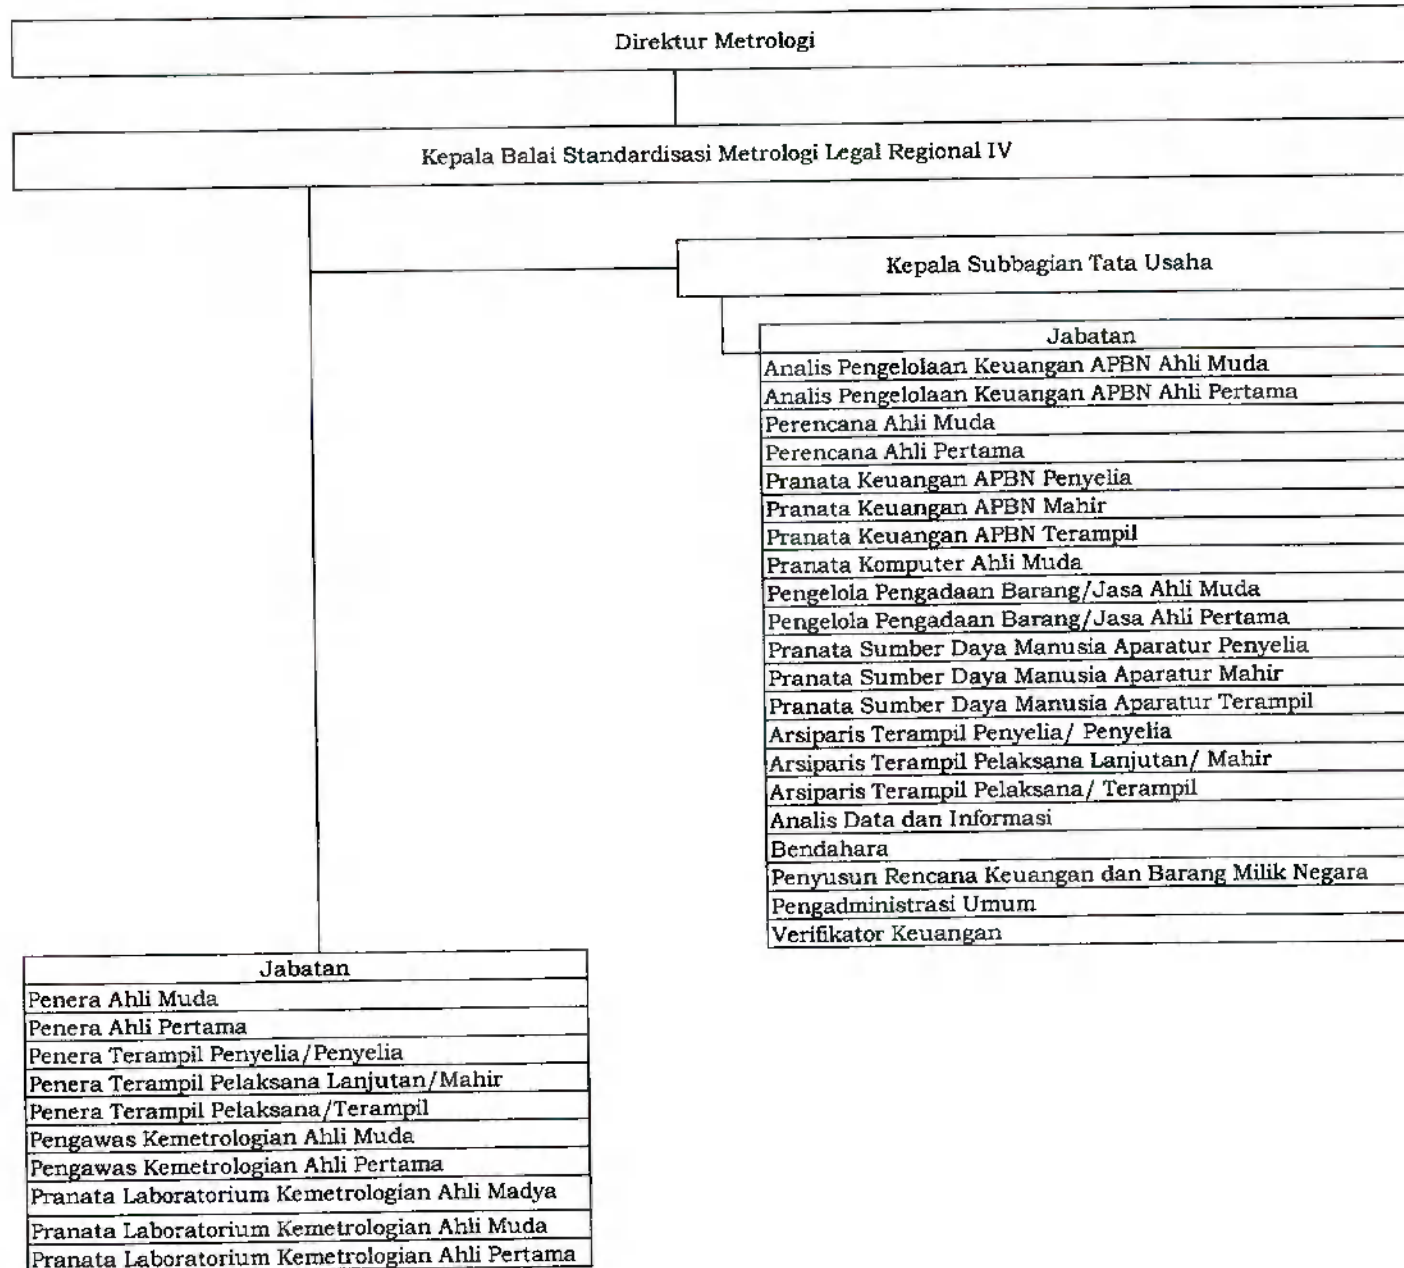 Direktur Metrologi
Kepala Balai Standardisasi Metrologi Legal Regional IV
Kepala Subbagian Tata Usaha
Jabatan
Analis Pengelolaan Keuangan APBN Ahli Muda
Analis Pengelolaan Keuangan APBN Ahli Pertama
Perencana Ahli Muda
Perencana Ahli Pertama
Pranata Keuangan APBN Penyelia
Pranata Keuangan APBN Mahir
Pranata Keuangan APBN Terampil
Pranata Komputer Ahli Muda
Pengelola Pengadaan Barang/Jasa Ahli Muda
Pengelola Pengadaan Barang/Jasa Ahli Pertama
Pranata Sumber Daya Manusia Aparatur Penyelia
Pranata Sumber Daya Manusia Aparatur Mahir
Pranata Sumber Daya Manusia Aparatur Terampil
Arsiparis Terampil Penyelia/ Penyelia
Arsiparis Terampil Pelaksana Lanjutan/ Mahir
Arsiparis Terampil Pelaksana/ Terampil
Analis Data dan Informasi
Bendahara
Penyusun Rencana Keuangan dan Barang Milik Negara
Pengadministrasi Umum
Verifikator Keuangan
Jabatan
Penera Ahli Muda
Penera Ahli Pertama
Penera Terampil Penyelia/Penyelia
Penera Terampil Pelaksana Lanjutan/Mahir
Penera Terampil Pelaksana/Terampil
Pengawas Kemetrologian Ahli Muda
Pengawas Kemetrologian Ahli Pertama
Pranata Laboratorium Kemetrologian Ahli Madya
Pranata Laboratorium Kemetrologian Ahli Muda
Pranata Laboratorium Kemetrologian Ahli Pertama